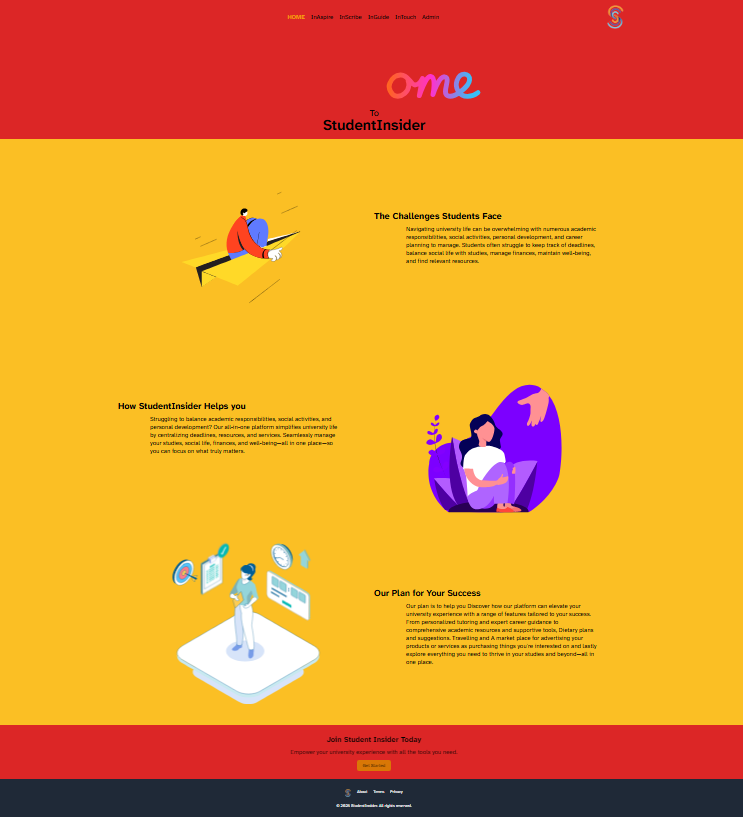 HOME InAspire InScribe InGuide InTouch Admin
ome
To
StudentInsider
The Challenges Students Face
Navigating university life can be overwhelming with numerous academic
responsibilities, social activities, personal development, and career
planning to manage. Students often struggle to keep track of deadlines,
balance social life with studies, manage finances, maintain well-being,
and find relevant resources.
How StudentInsider Helps you
Struggling to balance academic responsibilities, social activities, and
personal development? Our all-in-one platform simplifies university life
by centralizing deadlines, resources, and services. Seamlessly manage
your studies, social life, finances, and well-being—all in one place—so
you can focus on what truly matters.
Our Plan for Your Success
Our plan is to help you Discover how our platform can elevate your
university experience with a range of features tailored to your success.
From personalized tutoring and expert career guidance to
comprehensive academic resources and supportive tools, Dietary plans
and suggestions. Travelling and A market place for advertising your
products or services as purchasing things you're interested on and lastly
explore everything you need to thrive in your studies and beyond—all in
one place.
Join Student Insider Today
Empower your university experience with all the tools you need.
Get Started
About Terms Privacy
© 2024 StudentInsider. All rights reserved.